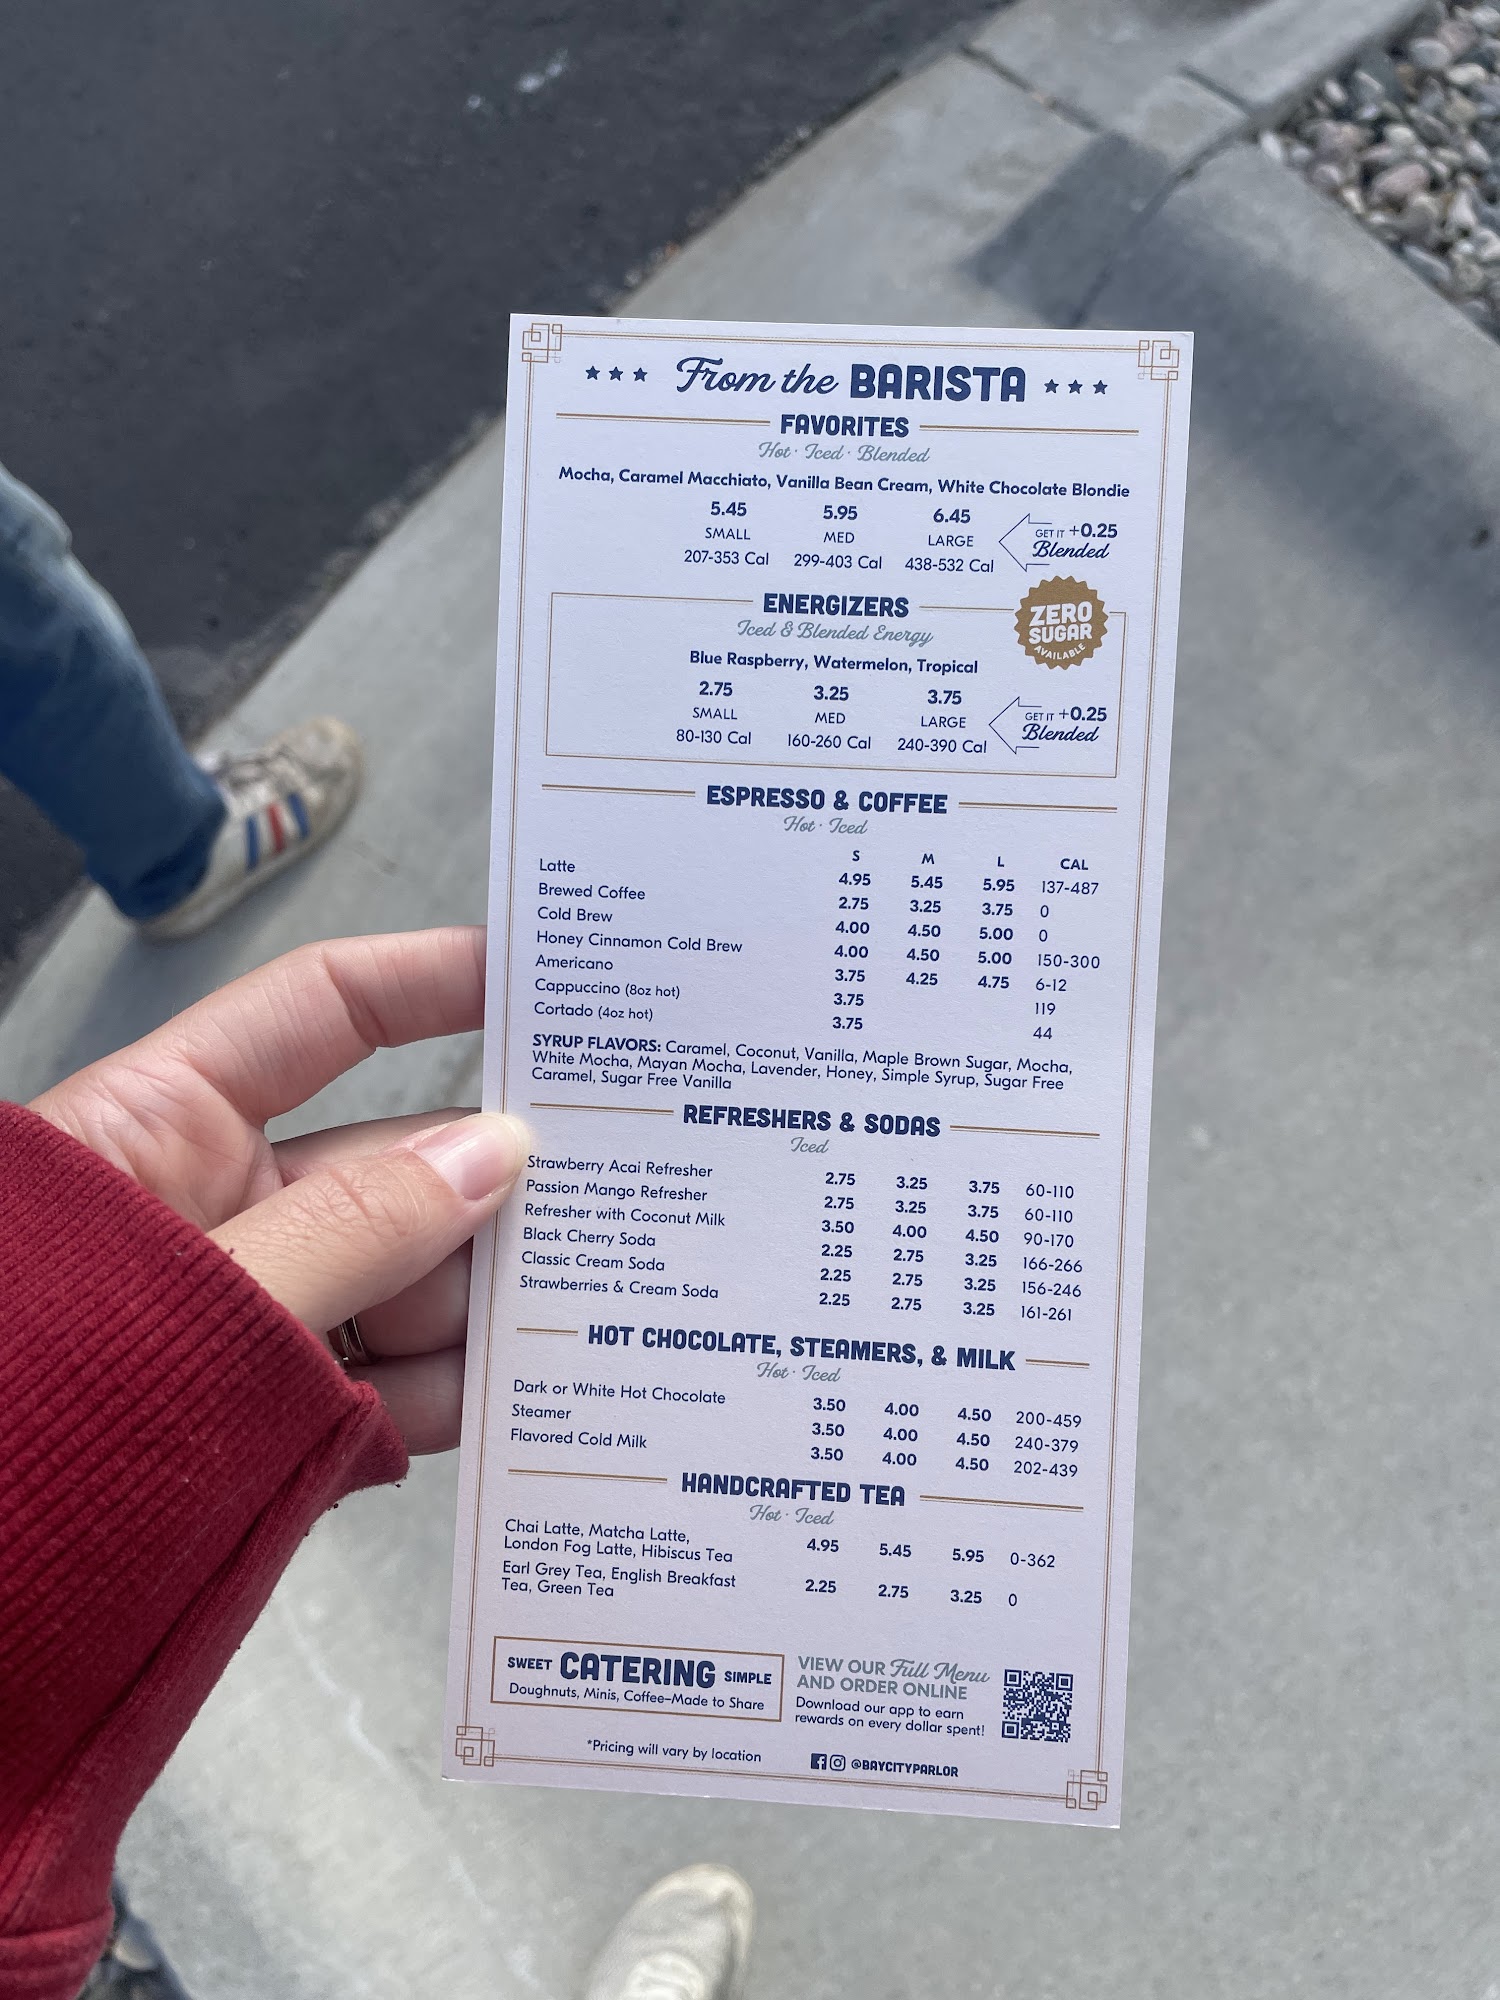 From the BARISTA
FAVORITES
Hot · Iced · Blended
Mocha, Caramel Macchiato, Vanilla Bean Cream, White Chocolate Blondie
5.45 5.95 6.45
SMALL MED LARGE
207-353 Cal 299-403 Cal 438-532 Cal
GET IT +0.25
Blended
ENERGIZERS
Iced & Blended Energy
ZERO
SUGAR
AVAILABLE
Blue Raspberry, Watermelon, Tropical
2.75 3.25 3.75
SMALL MED LARGE
80-130 Cal 160-260 Cal 240-390 Cal
GET IT +0.25
Blended
ESPRESSO & COFFEE
Hot · Iced
S M L CAL
Latte 4.95 5.45 5.95 137-487
Brewed Coffee 2.75 3.25 3.75 0
Cold Brew 4.00 4.50 5.00 0
Honey Cinnamon Cold Brew 4.00 4.50 5.00 150-300
Americano 3.75 4.25 4.75 6-12
Cappuccino (8oz hot) 3.75 119
Cortado (4oz hot) 3.75 44
SYRUP FLAVORS: Caramel, Coconut, Vanilla, Maple Brown Sugar, Mocha,
White Mocha, Mayan Mocha, Lavender, Honey, Simple Syrup, Sugar Free
Caramel, Sugar Free Vanilla
REFRESHERS & SODAS
Iced
Strawberry Acai Refresher 2.75 3.25 3.75 60-110
Passion Mango Refresher 2.75 3.25 3.75 60-110
Refresher with Coconut Milk 3.50 4.00 4.50 90-170
Black Cherry Soda 2.25 2.75 3.25 166-266
Classic Cream Soda 2.25 2.75 3.25 156-246
Strawberries & Cream Soda 2.25 2.75 3.25 161-261
HOT CHOCOLATE, STEAMERS, & MILK
Hot · Iced
Dark or White Hot Chocolate 3.50 4.00 4.50 200-459
Steamer 3.50 4.00 4.50 240-379
Flavored Cold Milk 3.50 4.00 4.50 202-439
HANDCRAFTED TEA
Hot · Iced
Chai Latte, Matcha Latte,
London Fog Latte, Hibiscus Tea 4.95 5.45 5.95 0-362
Earl Grey Tea, English Breakfast
Tea, Green Tea 2.25 2.75 3.25 0
SWEET CATERING SIMPLE
Doughnuts, Minis, Coffee–Made to Share
VIEW OUR Full Menu
AND ORDER ONLINE
Download our app to earn
rewards on every dollar spent!
*Pricing will vary by location
@BAYCITYPARLOR